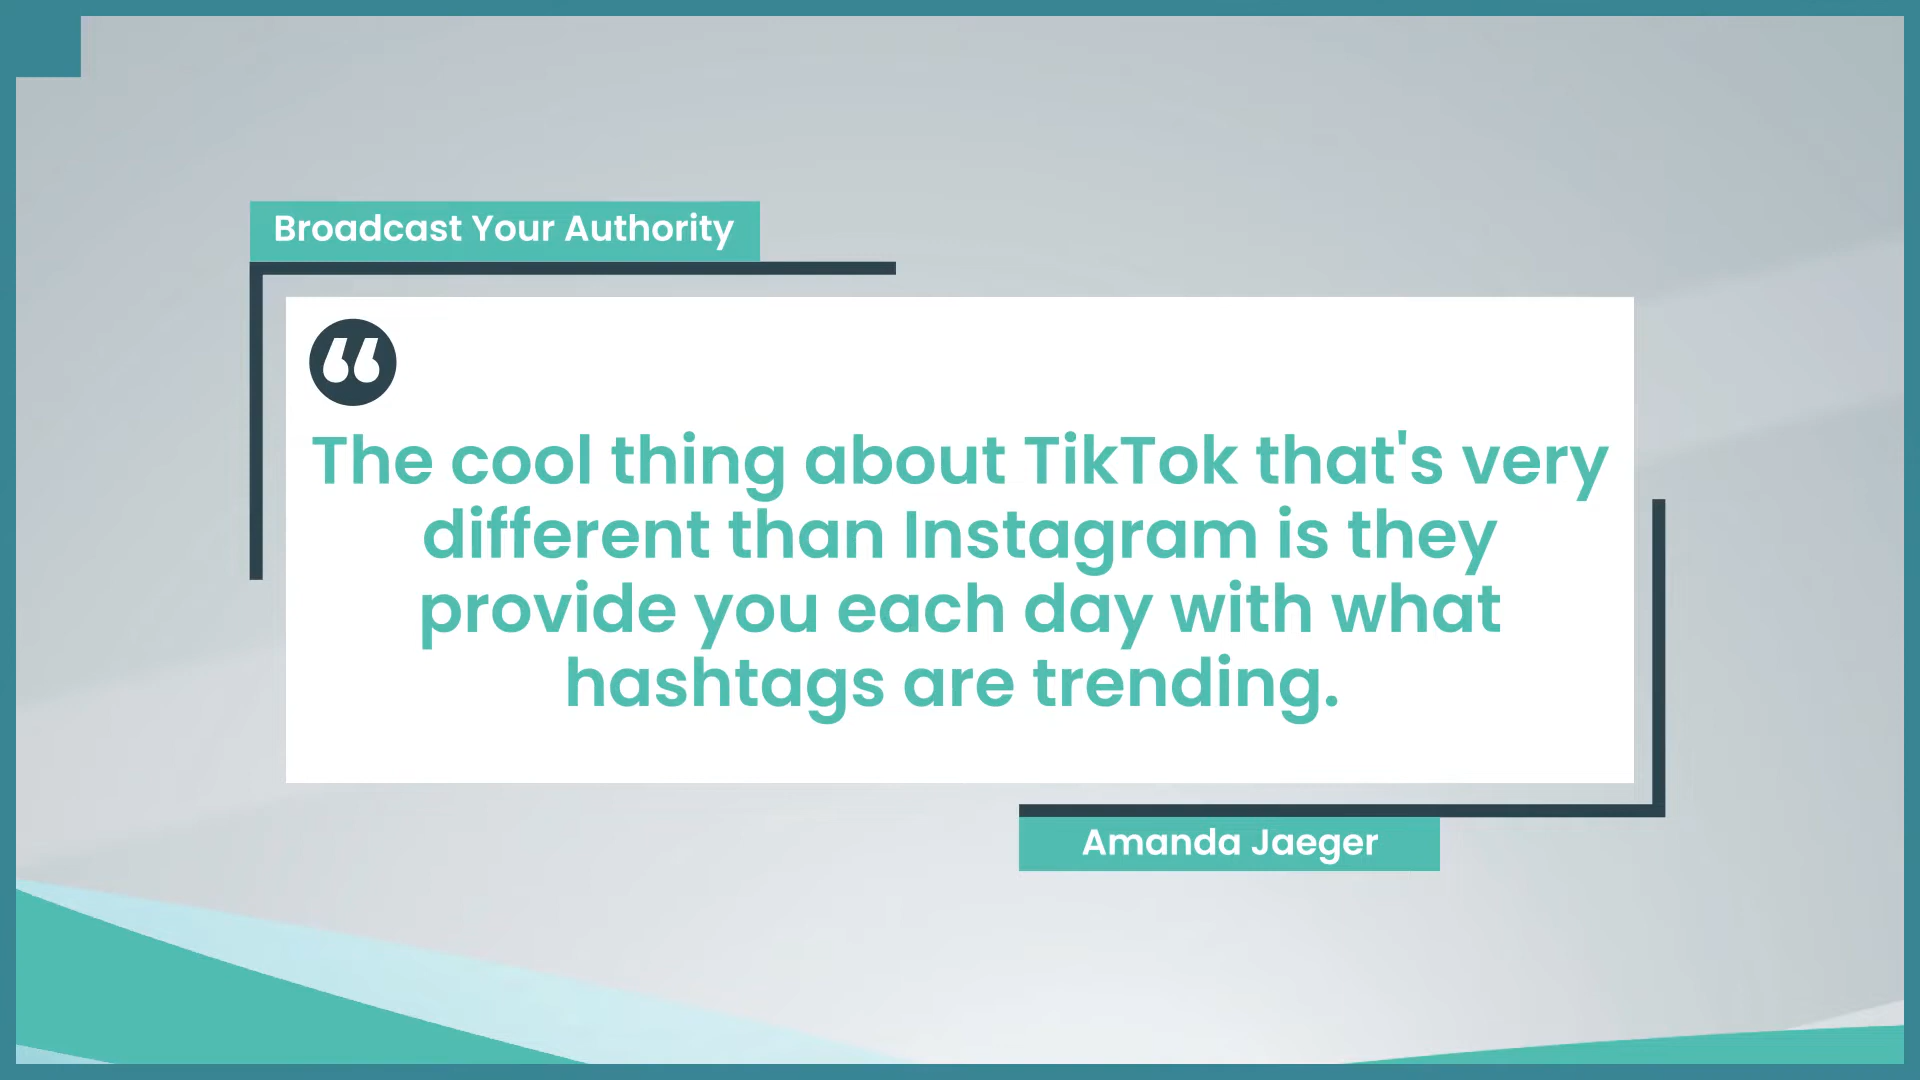 Broadcast Your Authority
The cool thing about TikTok that's very
different than Instagram is they
provide you each day with what
hashtags are trending.
Amanda Jaeger